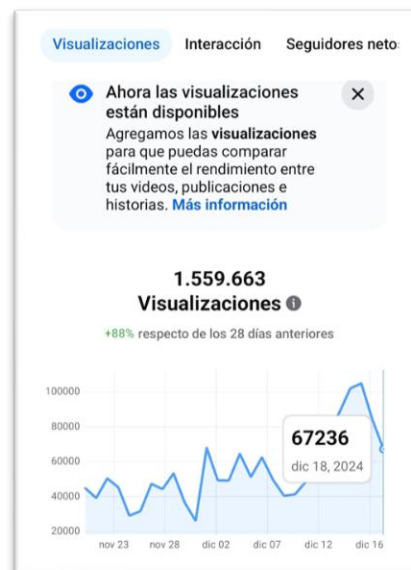 Visualizaciones Interacción Seguidores neto
Ahora las visualizaciones
están disponibles
Agregamos las visualizaciones
para que puedas comparar
fácilmente el rendimiento entre
tus videos, publicaciones e
historias. Más información
1.559.663
Visualizaciones
+88% respecto de los 28 días anteriores
100000
80000
60000
40000
20000
67236
dic 18, 2024
nov 23 nov 28 dic 02 dic 07 dic 12 dic 16